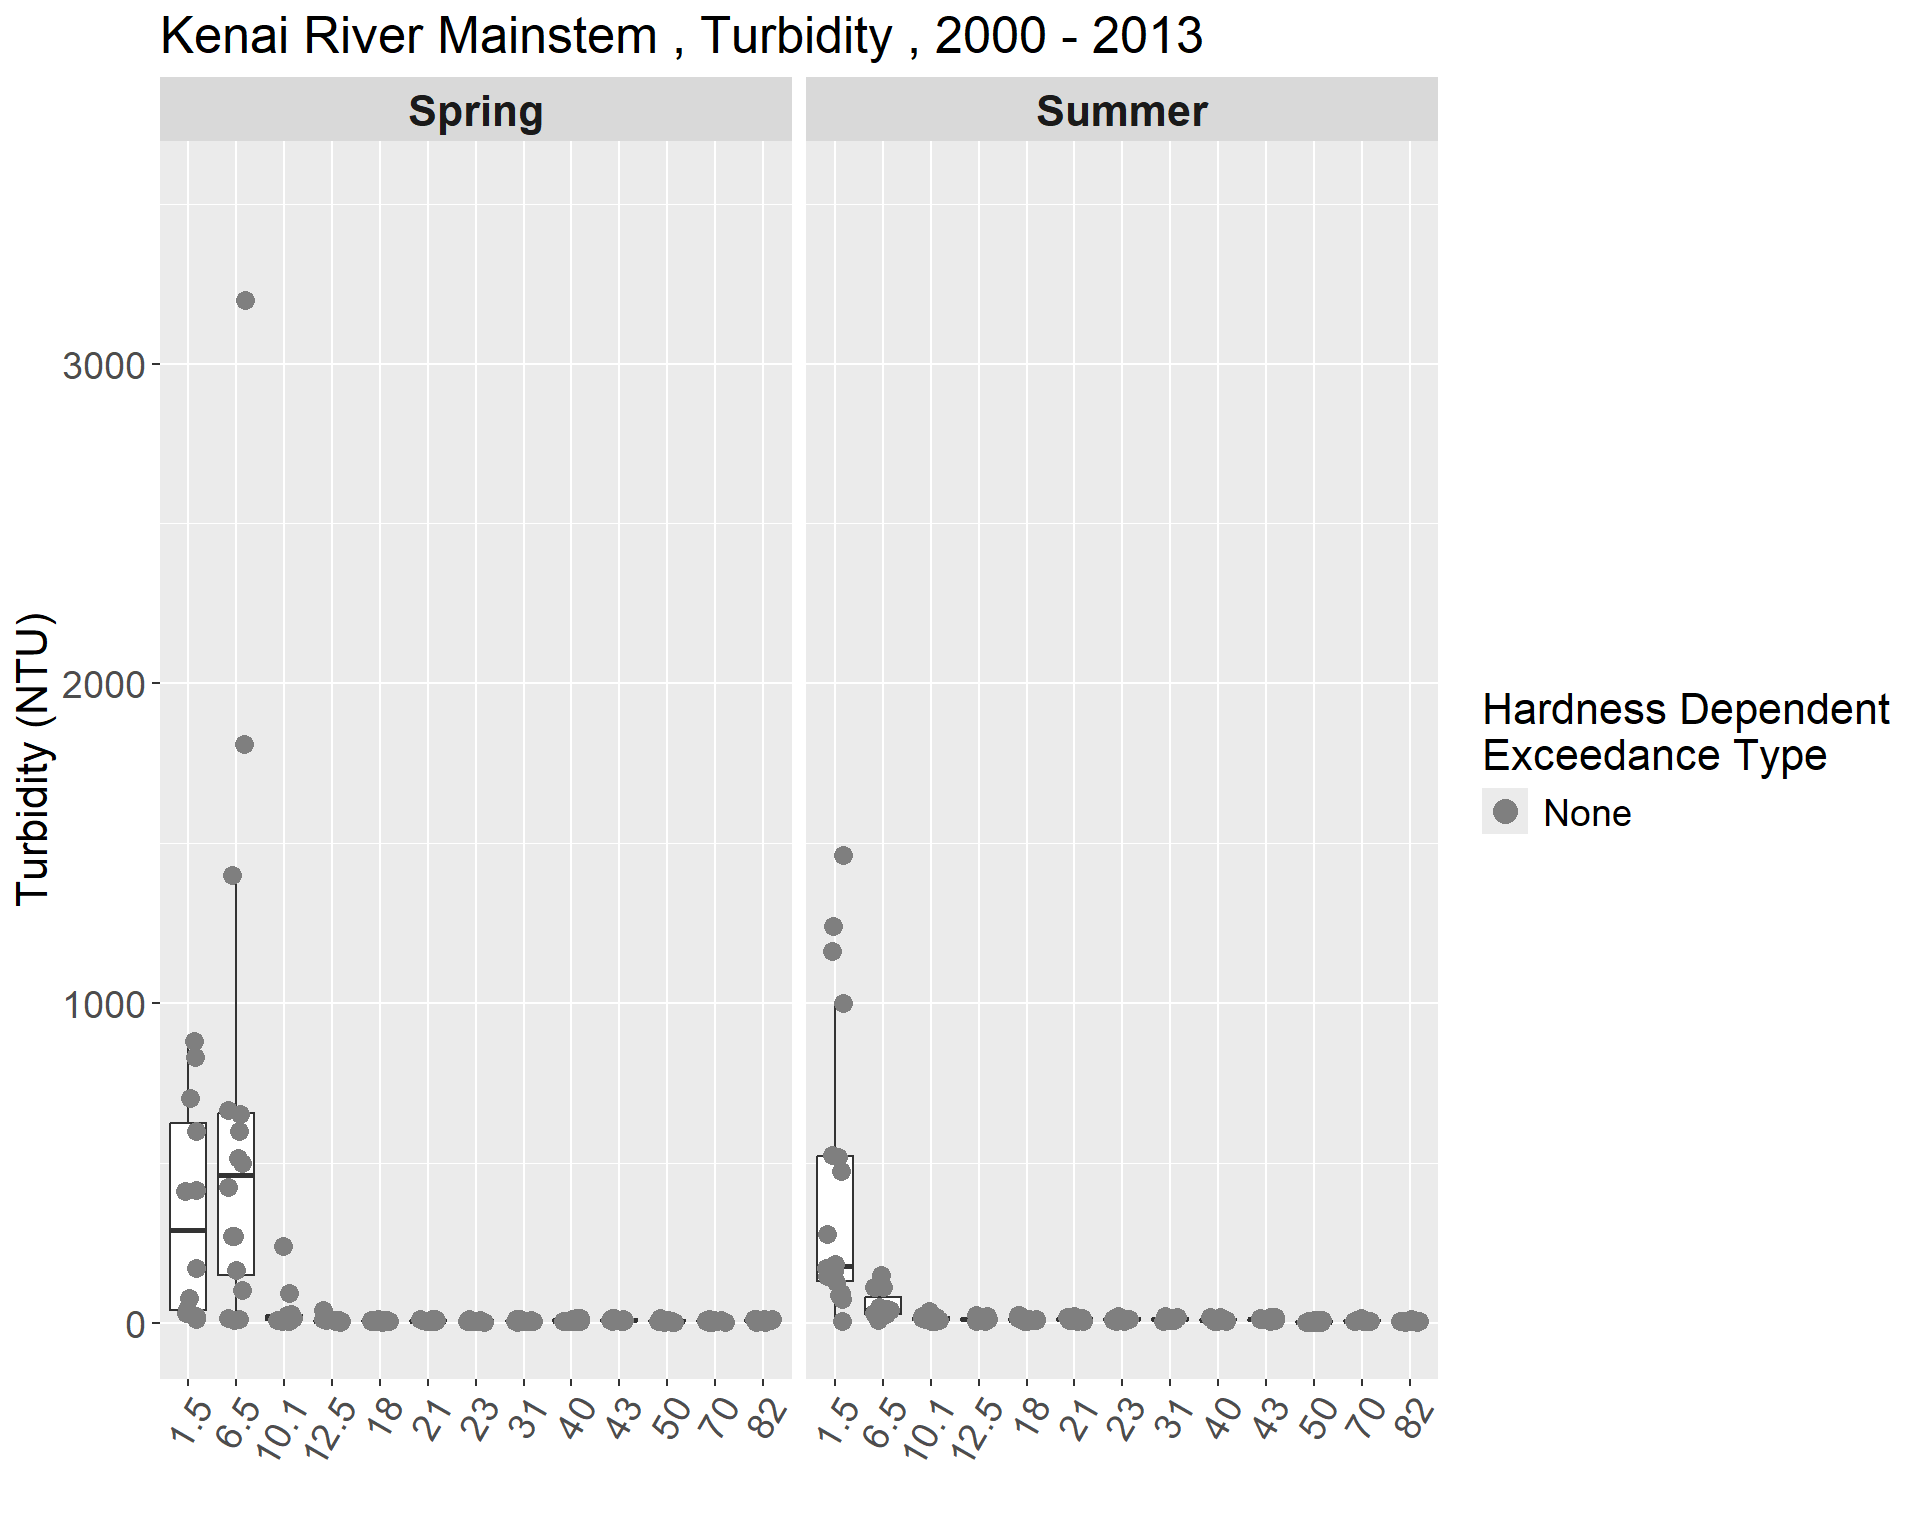 Kenai River Mainstem , Turbidity , 2000 - 2013
Spring
Summer
Turbidity (NTU)
3000
2000
1000
0
1.5 6.5 10.1 12.5 18 21 23 31 40 43 50 70 82
1.5 6.5 10.1 12.5 18 21 23 31 40 43 50 70 82
Hardness Dependent
Exceedance Type
None